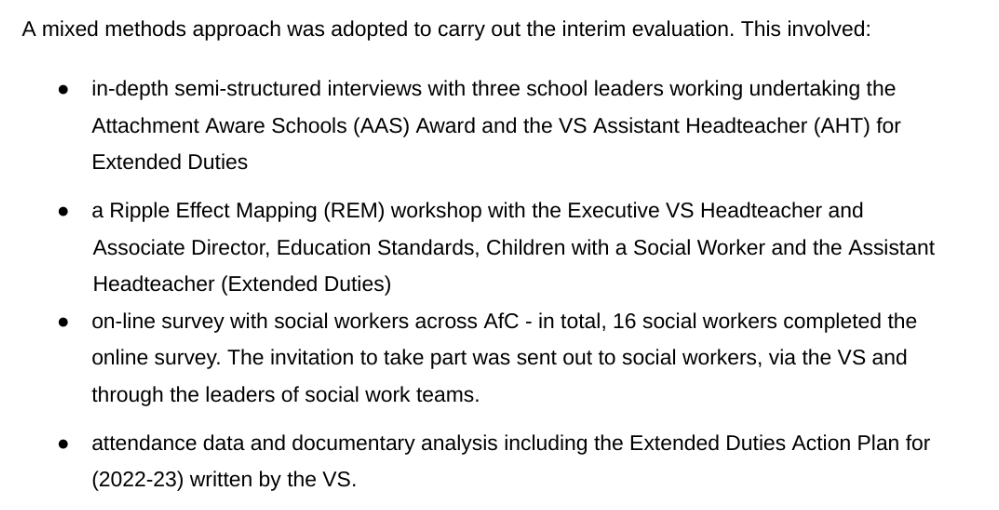 A mixed methods approach was adopted to carry out the interim evaluation. This involved:
● in-depth semi-structured interviews with three school leaders working undertaking the
Attachment Aware Schools (AAS) Award and the VS Assistant Headteacher (AHT) for
Extended Duties
● a Ripple Effect Mapping (REM) workshop with the Executive VS Headteacher and
Associate Director, Education Standards, Children with a Social Worker and the Assistant
Headteacher (Extended Duties)
● on-line survey with social workers across AfC - in total, 16 social workers completed the
online survey. The invitation to take part was sent out to social workers, via the VS and
through the leaders of social work teams.
● attendance data and documentary analysis including the Extended Duties Action Plan for
(2022-23) written by the VS.